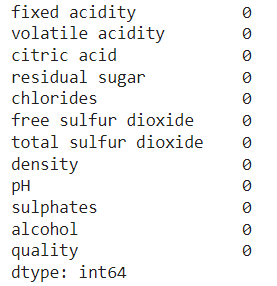 fixed acidity 0
volatile acidity 0
citric acid 0
residual sugar 0
chlorides 0
free sulfur dioxide 0
total sulfur dioxide 0
density 0
pH 0
sulphates 0
alcohol 0
quality 0
dtype: int64